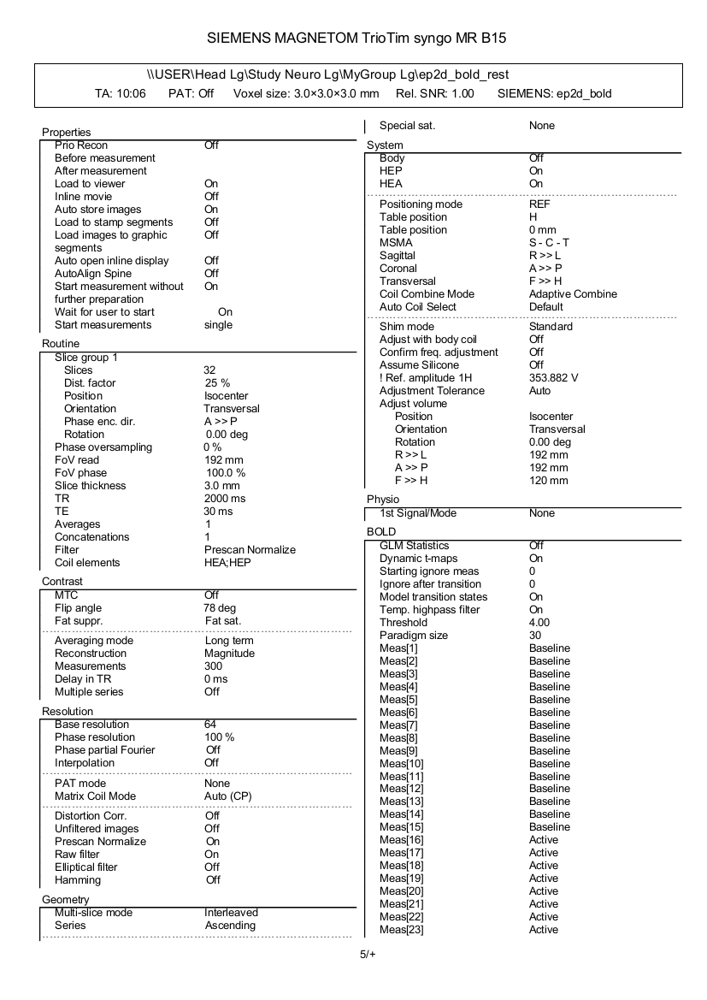 SIEMENS MAGNETOM TrioTim syngo MR B15
\\USER\Head Lg\Study Neuro Lg\MyGroup Lg\ep2d_bold_rest
TA: 10:06 PAT: Off Voxel size: 3.0×3.0×3.0 mm Rel. SNR: 1.00 SIEMENS: ep2d_bold
Properties
Prio Recon Off
Before measurement
After measurement
Load to viewer On
Inline movie Off
Auto store images On
Load to stamp segments Off
Load images to graphic Off
segments
Auto open inline display Off
AutoAlign Spine Off
Start measurement without On
further preparation
Wait for user to start On
Start measurements single
Routine
Slice group 1
Slices 32
Dist. factor 25 %
Position Isocenter
Orientation Transversal
Phase enc. dir. A >> P
Rotation 0.00 deg
Phase oversampling 0 %
FoV read 192 mm
FoV phase 100.0 %
Slice thickness 3.0 mm
TR 2000 ms
TE 30 ms
Averages 1
Concatenations 1
Filter Prescan Normalize
Coil elements HEA;HEP
Contrast
MTC Off
Flip angle 78 deg
Fat suppr. Fat sat.
Averaging mode Long term
Reconstruction Magnitude
Measurements 300
Delay in TR 0 ms
Multiple series Off
Resolution
Base resolution 64
Phase resolution 100 %
Phase partial Fourier Off
Interpolation Off
PAT mode None
Matrix Coil Mode Auto (CP)
Distortion Corr. Off
Unfiltered images Off
Prescan Normalize On
Raw filter On
Elliptical filter Off
Hamming Off
Geometry
Multi-slice mode Interleaved
Series Ascending
Special sat. None
System
Body Off
HEP On
HEA On
Positioning mode REF
Table position H
Table position 0 mm
MSMA S - C - T
Sagittal R >> L
Coronal A >> P
Transversal F >> H
Coil Combine Mode Adaptive Combine
Auto Coil Select Default
Shim mode Standard
Adjust with body coil Off
Confirm freq. adjustment Off
Assume Silicone Off
! Ref. amplitude 1H 353.882 V
Adjustment Tolerance Auto
Adjust volume
Position Isocenter
Orientation Transversal
Rotation 0.00 deg
R >> L 192 mm
A >> P 192 mm
F >> H 120 mm
Physio
1st Signal/Mode None
BOLD
GLM Statistics Off
Dynamic t-maps On
Starting ignore meas 0
Ignore after transition 0
Model transition states On
Temp. highpass filter On
Threshold 4.00
Paradigm size 30
Meas[1] Baseline
Meas[2] Baseline
Meas[3] Baseline
Meas[4] Baseline
Meas[5] Baseline
Meas[6] Baseline
Meas[7] Baseline
Meas[8] Baseline
Meas[9] Baseline
Meas[10] Baseline
Meas[11] Baseline
Meas[12] Baseline
Meas[13] Baseline
Meas[14] Baseline
Meas[15] Baseline
Meas[16] Active
Meas[17] Active
Meas[18] Active
Meas[19] Active
Meas[20] Active
Meas[21] Active
Meas[22] Active
Meas[23] Active
5/+